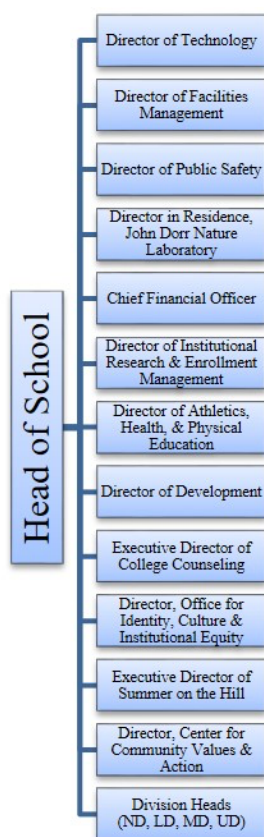 Head of School
Director of Technology
Director of Facilities
Management
Director of Public Safety
Director in Residence,
John Dorr Nature
Laboratory
Chief Financial Officer
Director of Institutional
Research & Enrollment
Management
Director of Athletics,
Health, & Physical
Education
Director of Development
Executive Director of
College Counseling
Director, Office for
Identity, Culture &
Institutional Equity
Executive Director of
Summer on the Hill
Director, Center for
Community Values &
Action
Division Heads
(ND, LD, MD, UD)